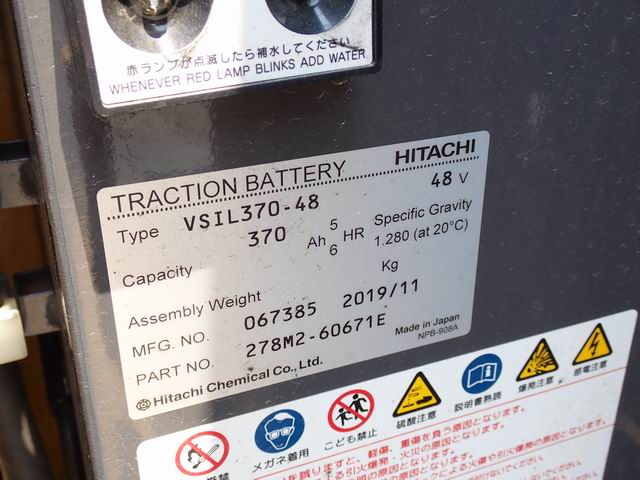 赤ランプが点滅したら補水してください
WHENEVER RED LAMP BLINKS ADD WATER
TRACTION BATTERY HITACHI
Type VSIL370-48 48 V
Capacity 370 Ah 5 6 HR Specific Gravity 1.280 (at 20°C)
Assembly Weight Kg
MFG. NO. 067385 2019/11
PART NO. 278M2-60671E Made in Japan
NPB-908A
Hitachi Chemical Co., Ltd.
メガネ着用 こども禁止 硫酸注意 説明書熟読 爆発注意 感電注意